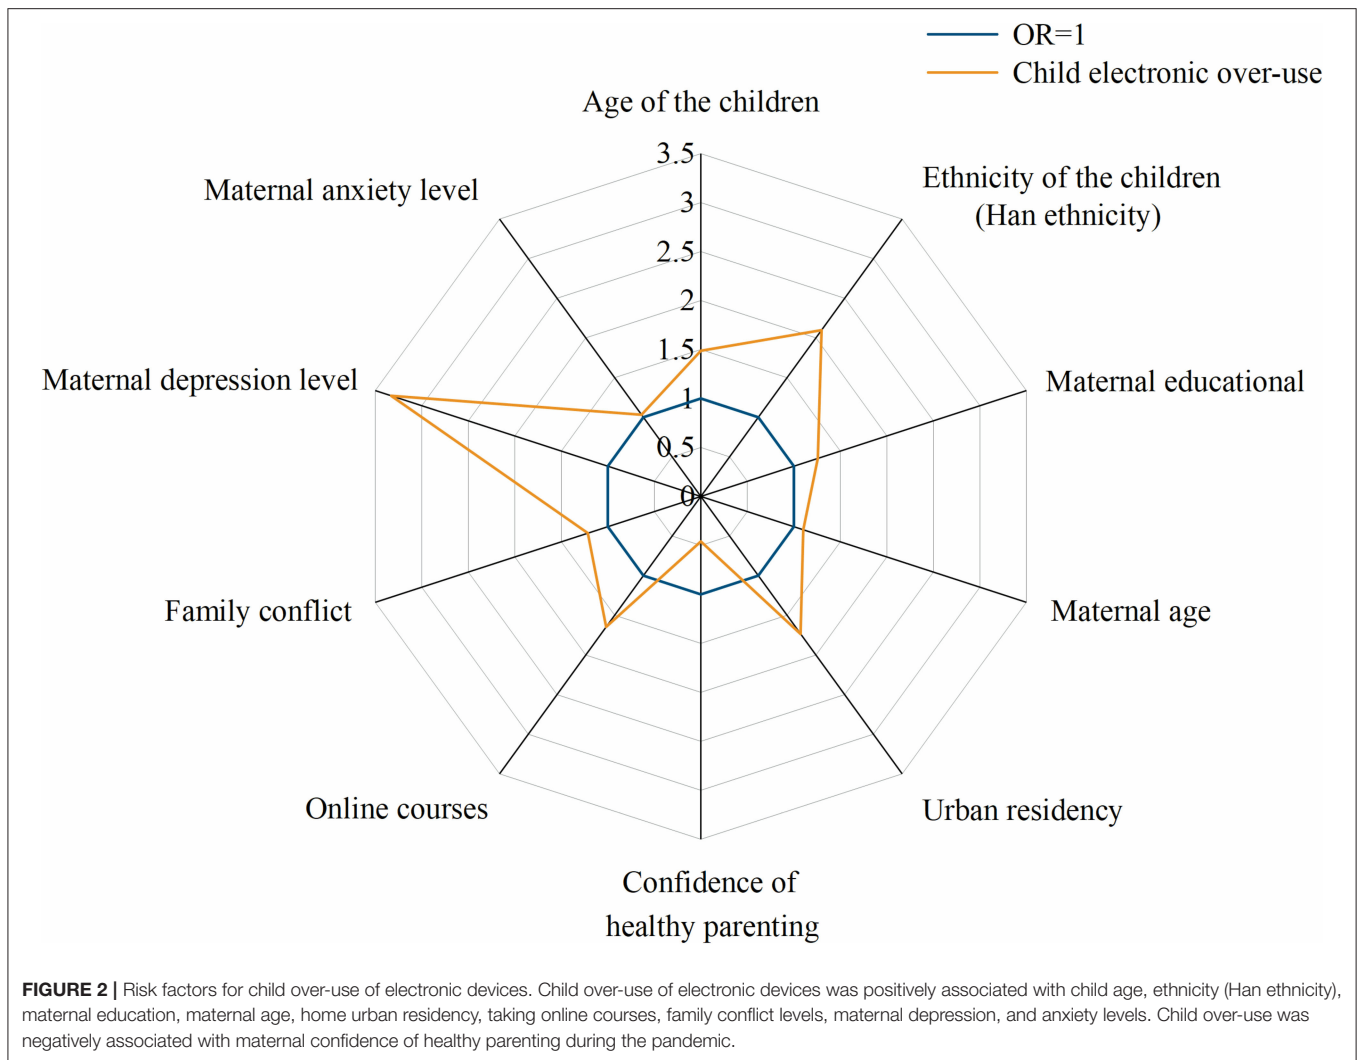 OR=1
Child electronic over-use
Age of the children
3.5
Ethnicity of the children
(Han ethnicity)
Maternal anxiety level
3
2.5
2
1.5
Maternal depression level
Maternal educational
1
0.5
0
Family conflict
Maternal age
Online courses
Urban residency
Confidence of
healthy parenting
FIGURE 2 | Risk factors for child over-use of electronic devices. Child over-use of electronic devices was positively associated with child age, ethnicity (Han ethnicity),
maternal education, maternal age, home urban residency, taking online courses, family conflict levels, maternal depression, and anxiety levels. Child over-use was
negatively associated with maternal confidence of healthy parenting during the pandemic.